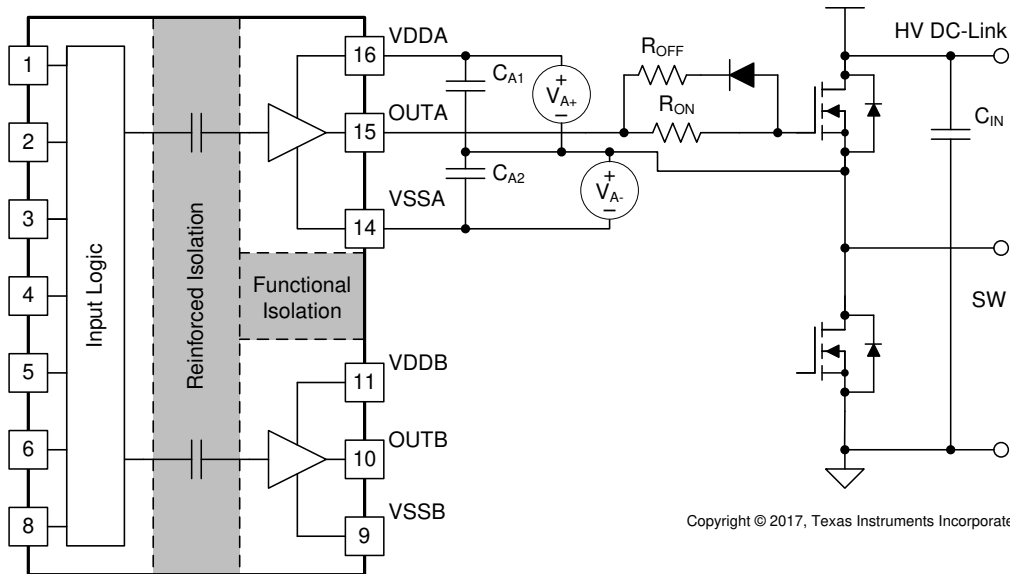 1
2
3
4
5
6
8
Input Logic
Reinforced Isolation
Functional
Isolation
16
15
14
11
10
9
VDDA
OUTA
VSSA
VDDB
OUTB
VSSB
CA1
CA2
+
VA+
−
+
VA-
−
ROFF
RON
HV DC-Link
CIN
SW
Copyright © 2017, Texas Instruments Incorporate